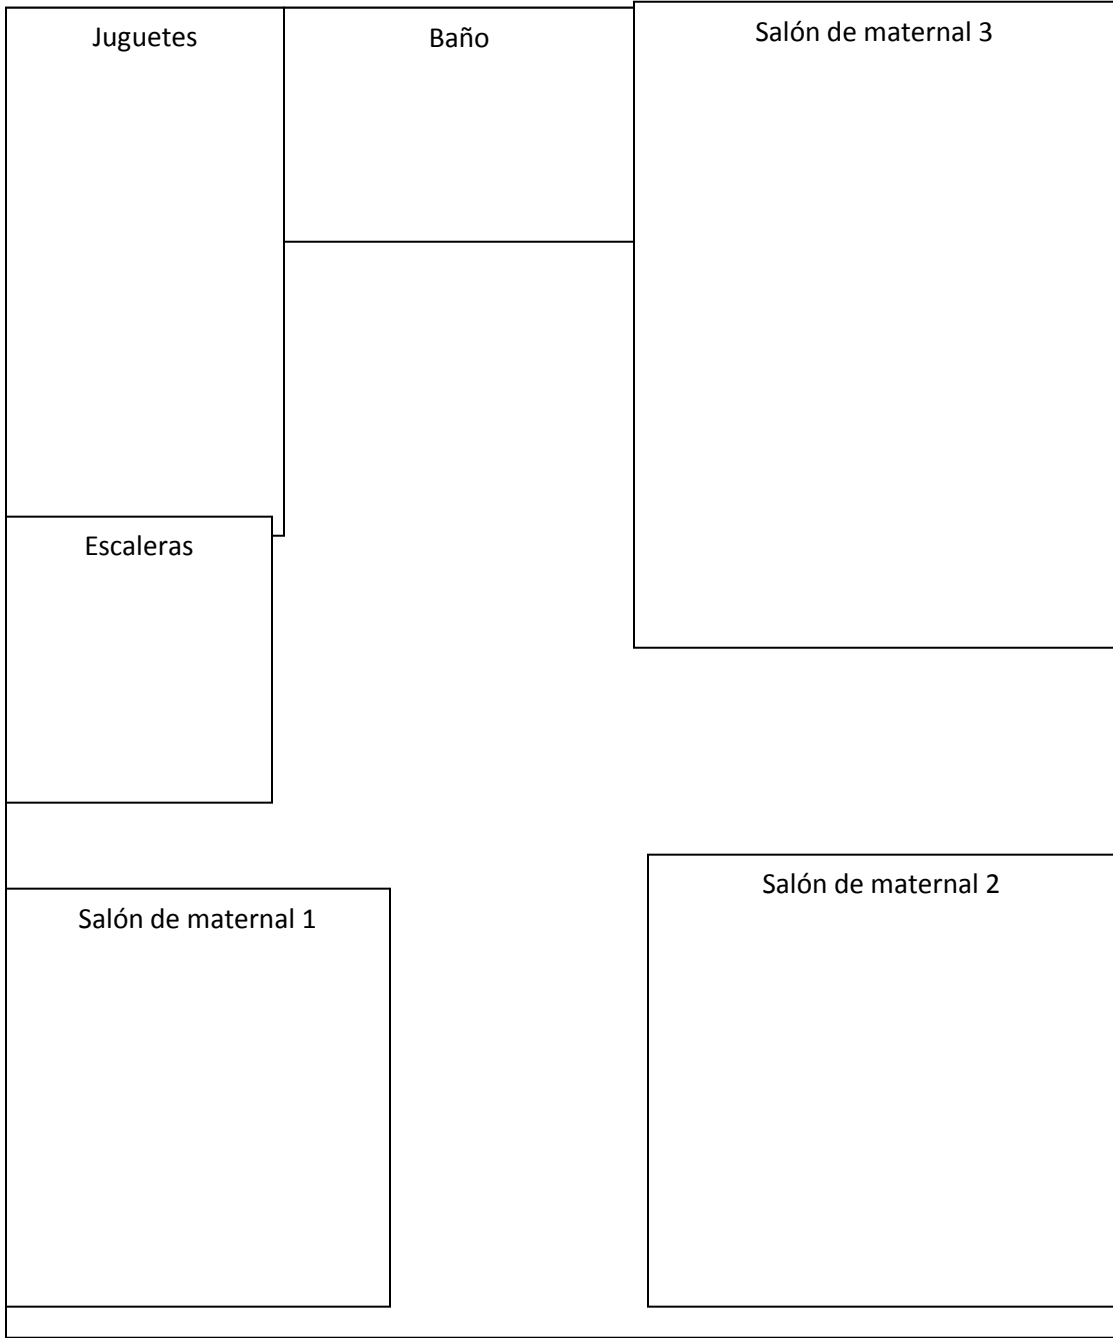 Juguetes
Baño
Salón de maternal 3
Escaleras
Salón de maternal 2
Salón de maternal 1